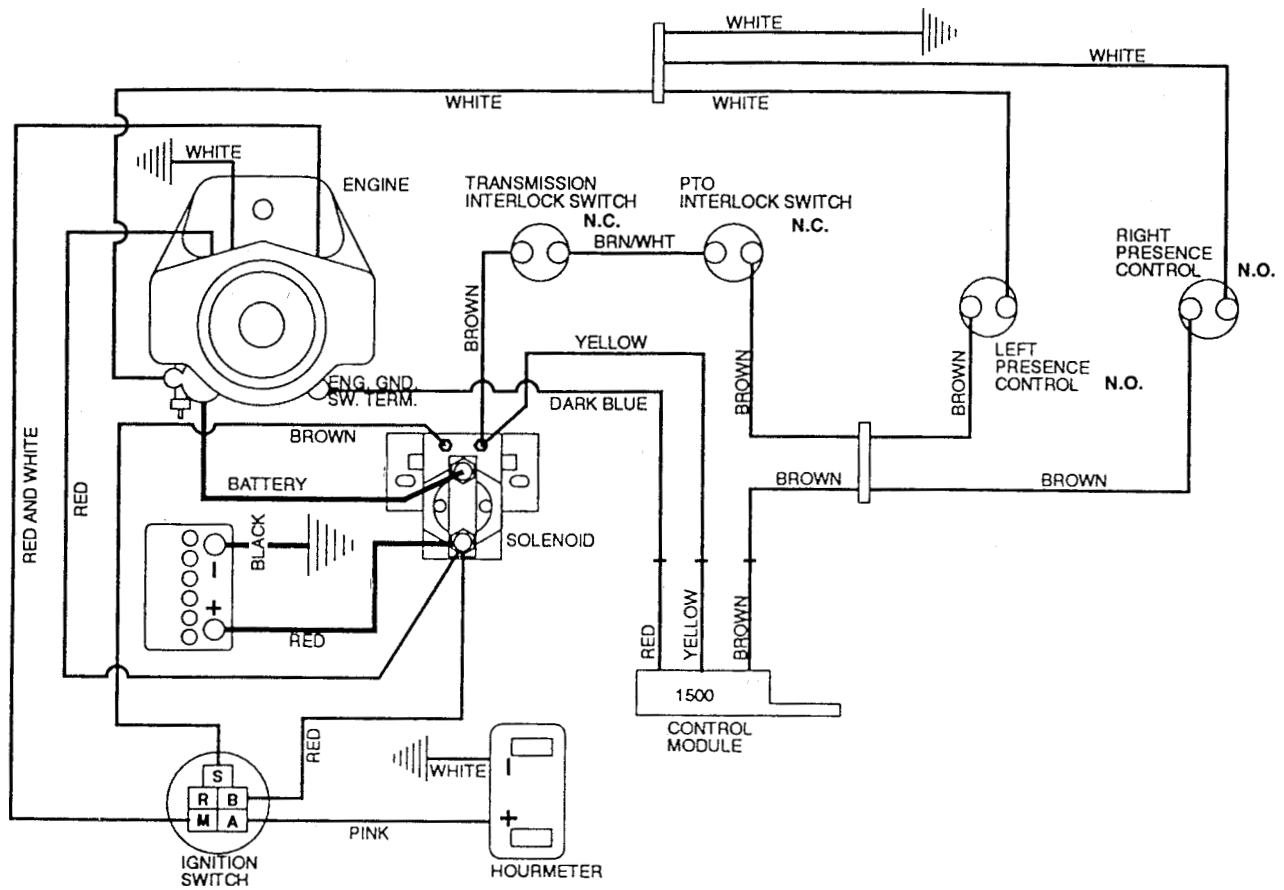 WHITE
WHITE
WHITE
WHITE
WHITE
ENGINE
TRANSMISSION
INTERLOCK SWITCH
N.C.
PTO
INTERLOCK SWITCH
N.C.
BRN/WHT
RIGHT
PRESENCE
CONTROL
N.O.
BROWN
YELLOW
LEFT
PRESENCE
CONTROL
N.O.
BROWN
BROWN
ENG. GND.
SW. TERM.
DARK BLUE
BROWN
RED AND WHITE
RED
BATTERY
BROWN
BROWN
BLACK
SOLENOID
-
+
RED
RED
YELLOW
BROWN
1500
CONTROL
MODULE
RED
WHITE
-
+
S
R B
M A
PINK
IGNITION
SWITCH
HOURMETER